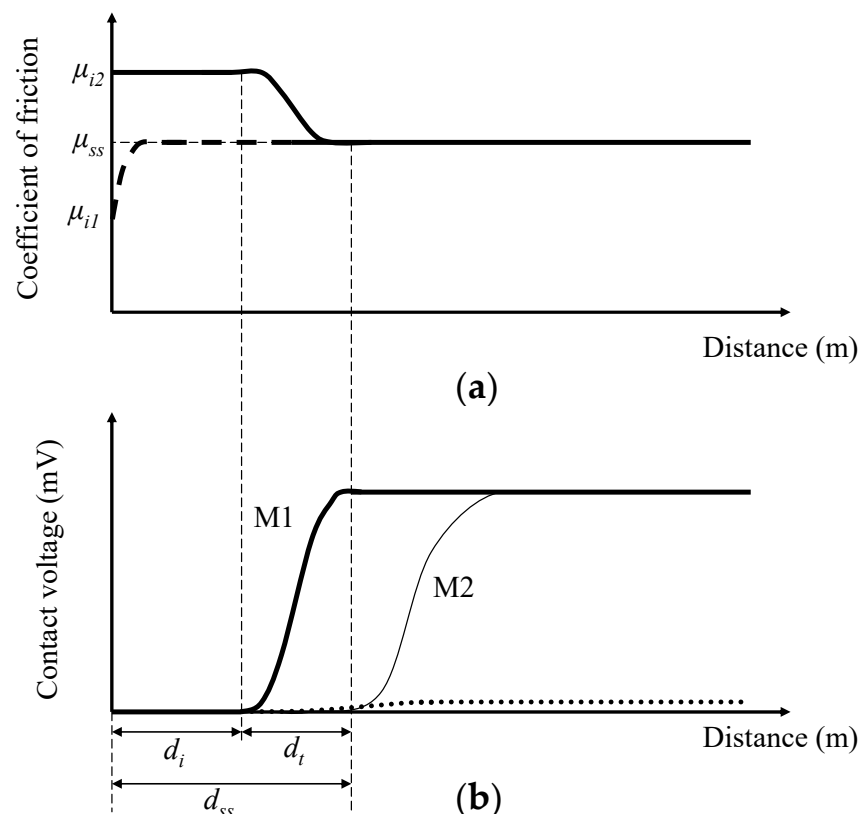 Coefficient of friction
μi2
μss
μi1
Distance (m)
(a)
Contact voltage (mV)
M1
M2
Distance (m)
di
dt
dss
(b)